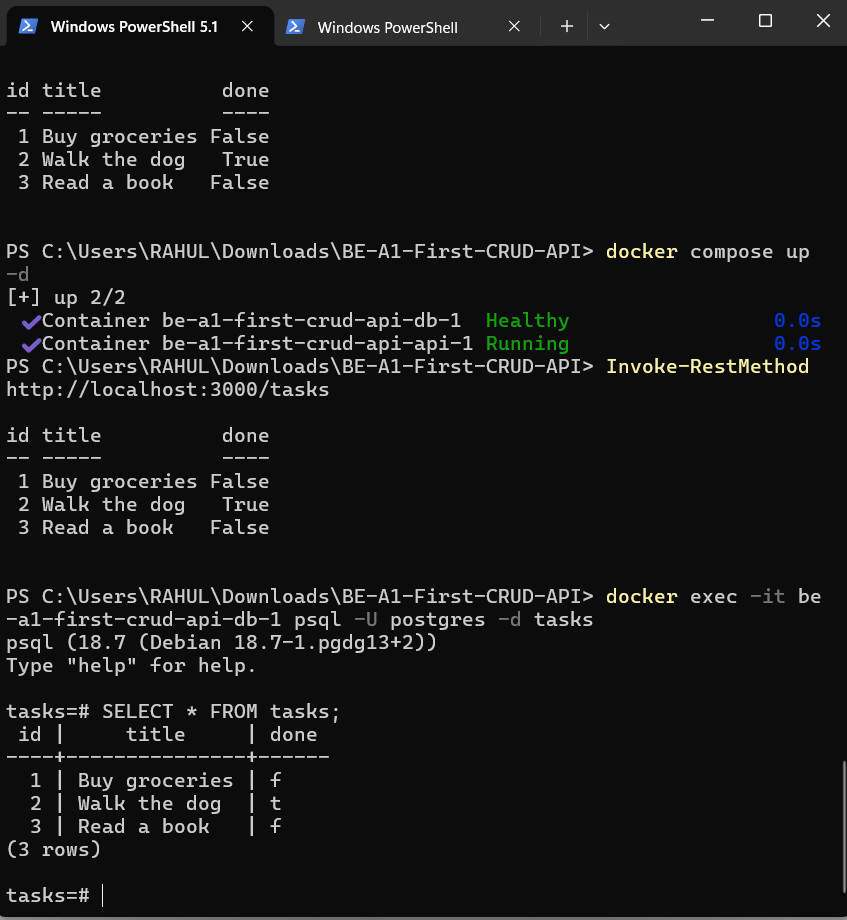 Windows PowerShell 5.1
Windows PowerShell
id title          done
-- -----          ----
 1 Buy groceries False
 2 Walk the dog   True
 3 Read a book   False
PS C:\Users\RAHUL\Downloads\BE-A1-First-CRUD-API> docker compose up
-d
[+] up 2/2
 ✔Container be-a1-first-crud-api-db-1  Healthy                 0.0s
 ✔Container be-a1-first-crud-api-api-1 Running                 0.0s
PS C:\Users\RAHUL\Downloads\BE-A1-First-CRUD-API> Invoke-RestMethod
http://localhost:3000/tasks
id title          done
-- -----          ----
 1 Buy groceries False
 2 Walk the dog   True
 3 Read a book   False
PS C:\Users\RAHUL\Downloads\BE-A1-First-CRUD-API> docker exec -it be
-a1-first-crud-api-db-1 psql -U postgres -d tasks
psql (18.7 (Debian 18.7-1.pgdg13+2))
Type "help" for help.
tasks=# SELECT * FROM tasks;
 id |     title     | done
----+---------------+------
  1 | Buy groceries | f
  2 | Walk the dog  | t
  3 | Read a book   | f
(3 rows)
tasks=#